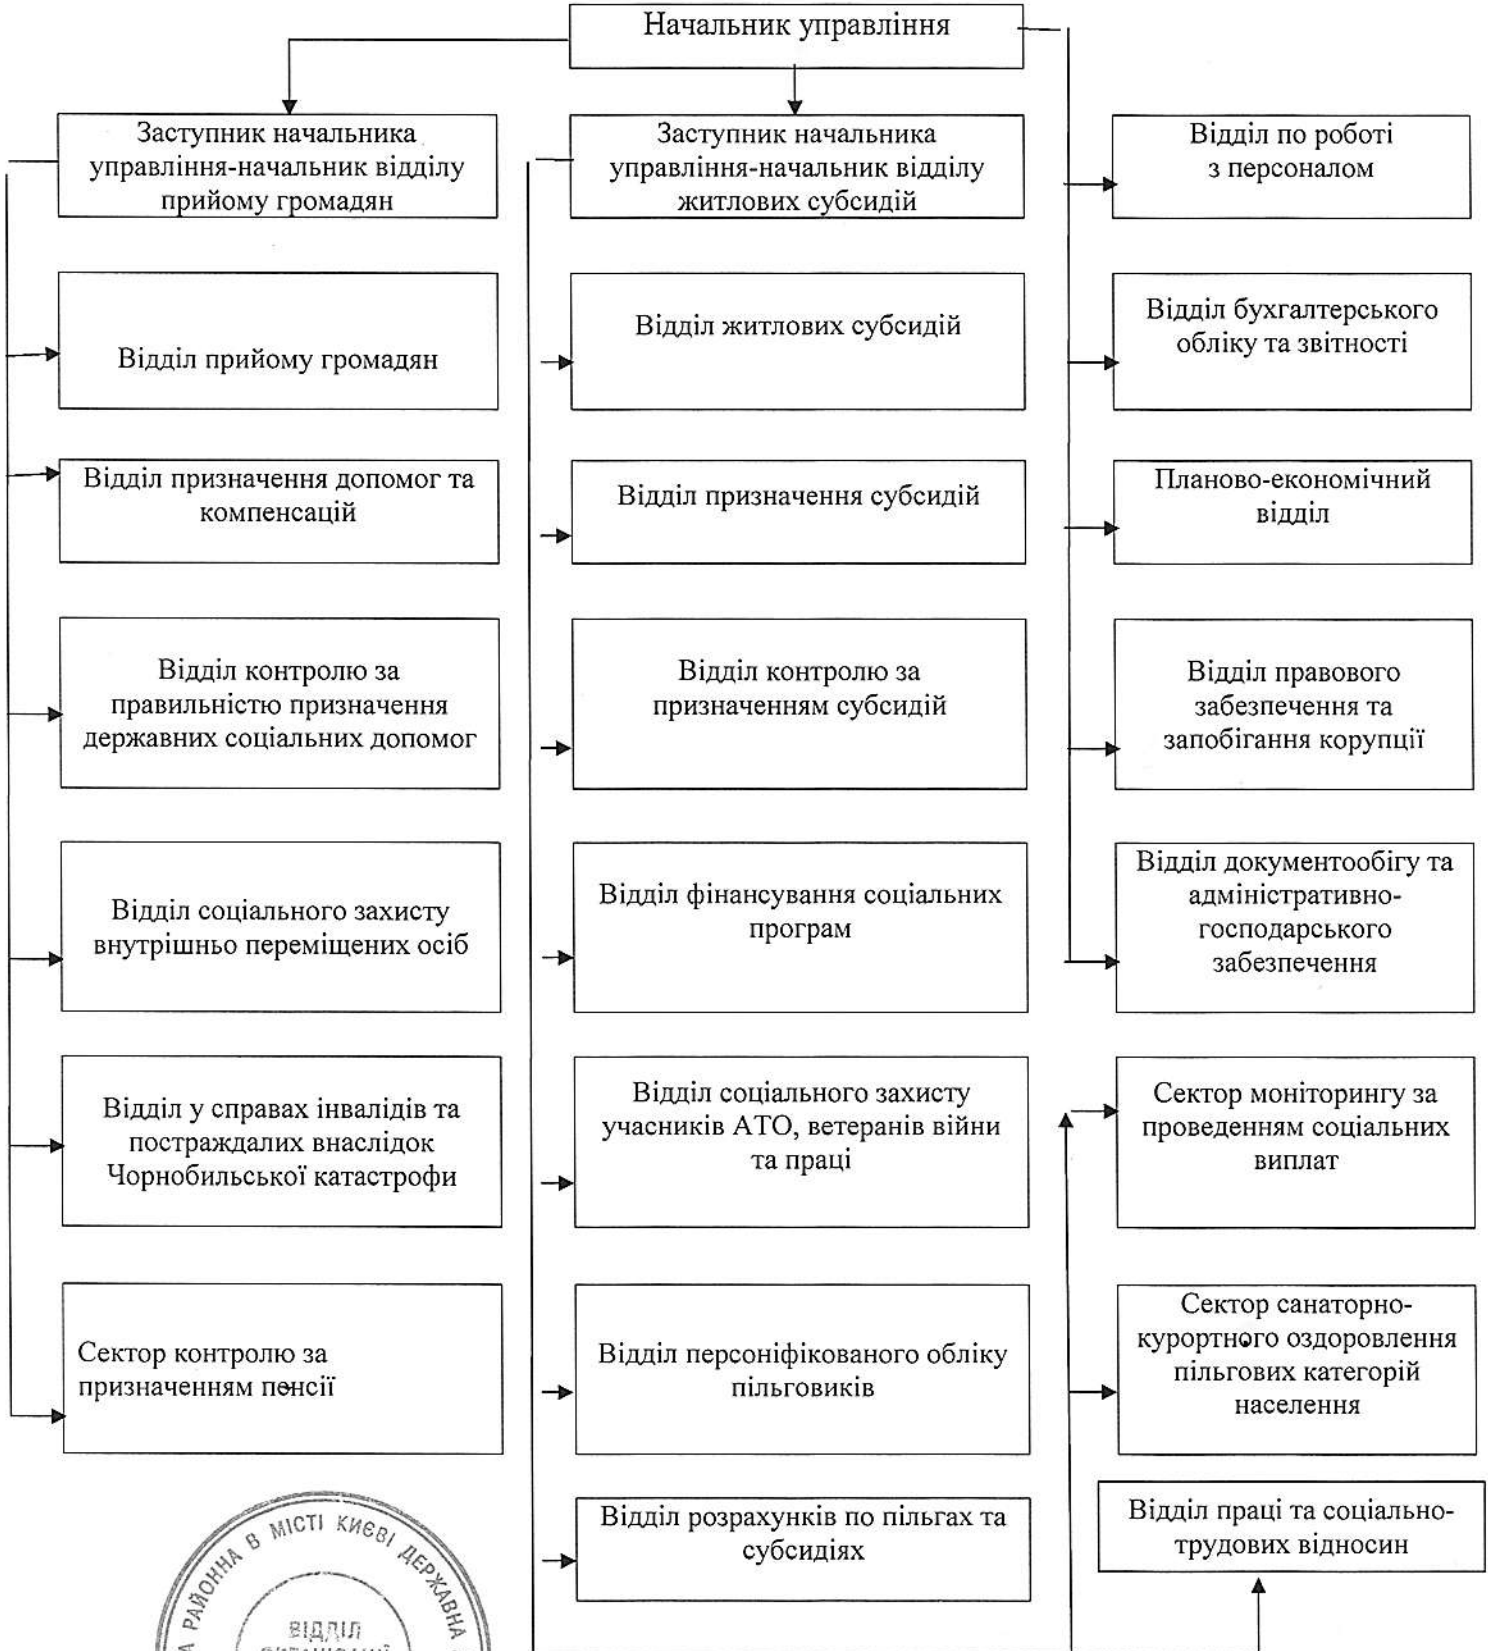 Начальник управління
Заступник начальника
управління-начальник відділу
прийому громадян
Заступник начальника
управління-начальник відділу
житлових субсидій
Відділ по роботі
з персоналом
Відділ прийому громадян
Відділ житлових субсидій
Відділ бухгалтерського
обліку та звітності
Відділ призначення допомог та
компенсацій
Відділ призначення субсидій
Планово-економічний
відділ
Відділ контролю за
правильністю призначення
державних соціальних допомог
Відділ контролю за
призначенням субсидій
Відділ правового
забезпечення та
запобігання корупції
Відділ соціального захисту
внутрішньо переміщених осіб
Відділ фінансування соціальних
програм
Відділ документообігу та
адміністративно-
господарського
забезпечення
Відділ у справах інвалідів та
постраждалих внаслідок
Чорнобильської катастрофи
Відділ соціального захисту
учасників АТО, ветеранів війни
та праці
Сектор моніторингу за
проведенням соціальних
виплат
Сектор контролю за
призначенням пенсії
Відділ персоніфікованого обліку
пільговиків
Сектор санаторно-
курортного оздоровлення
пільгових категорій
населення
Відділ розрахунків по пільгах та
субсидіях
Відділ праці та соціально-
трудових відносин
РАЙОННА В МІСТІ КИЄВІ ДЕРЖАВНА
ВІДДІЛ